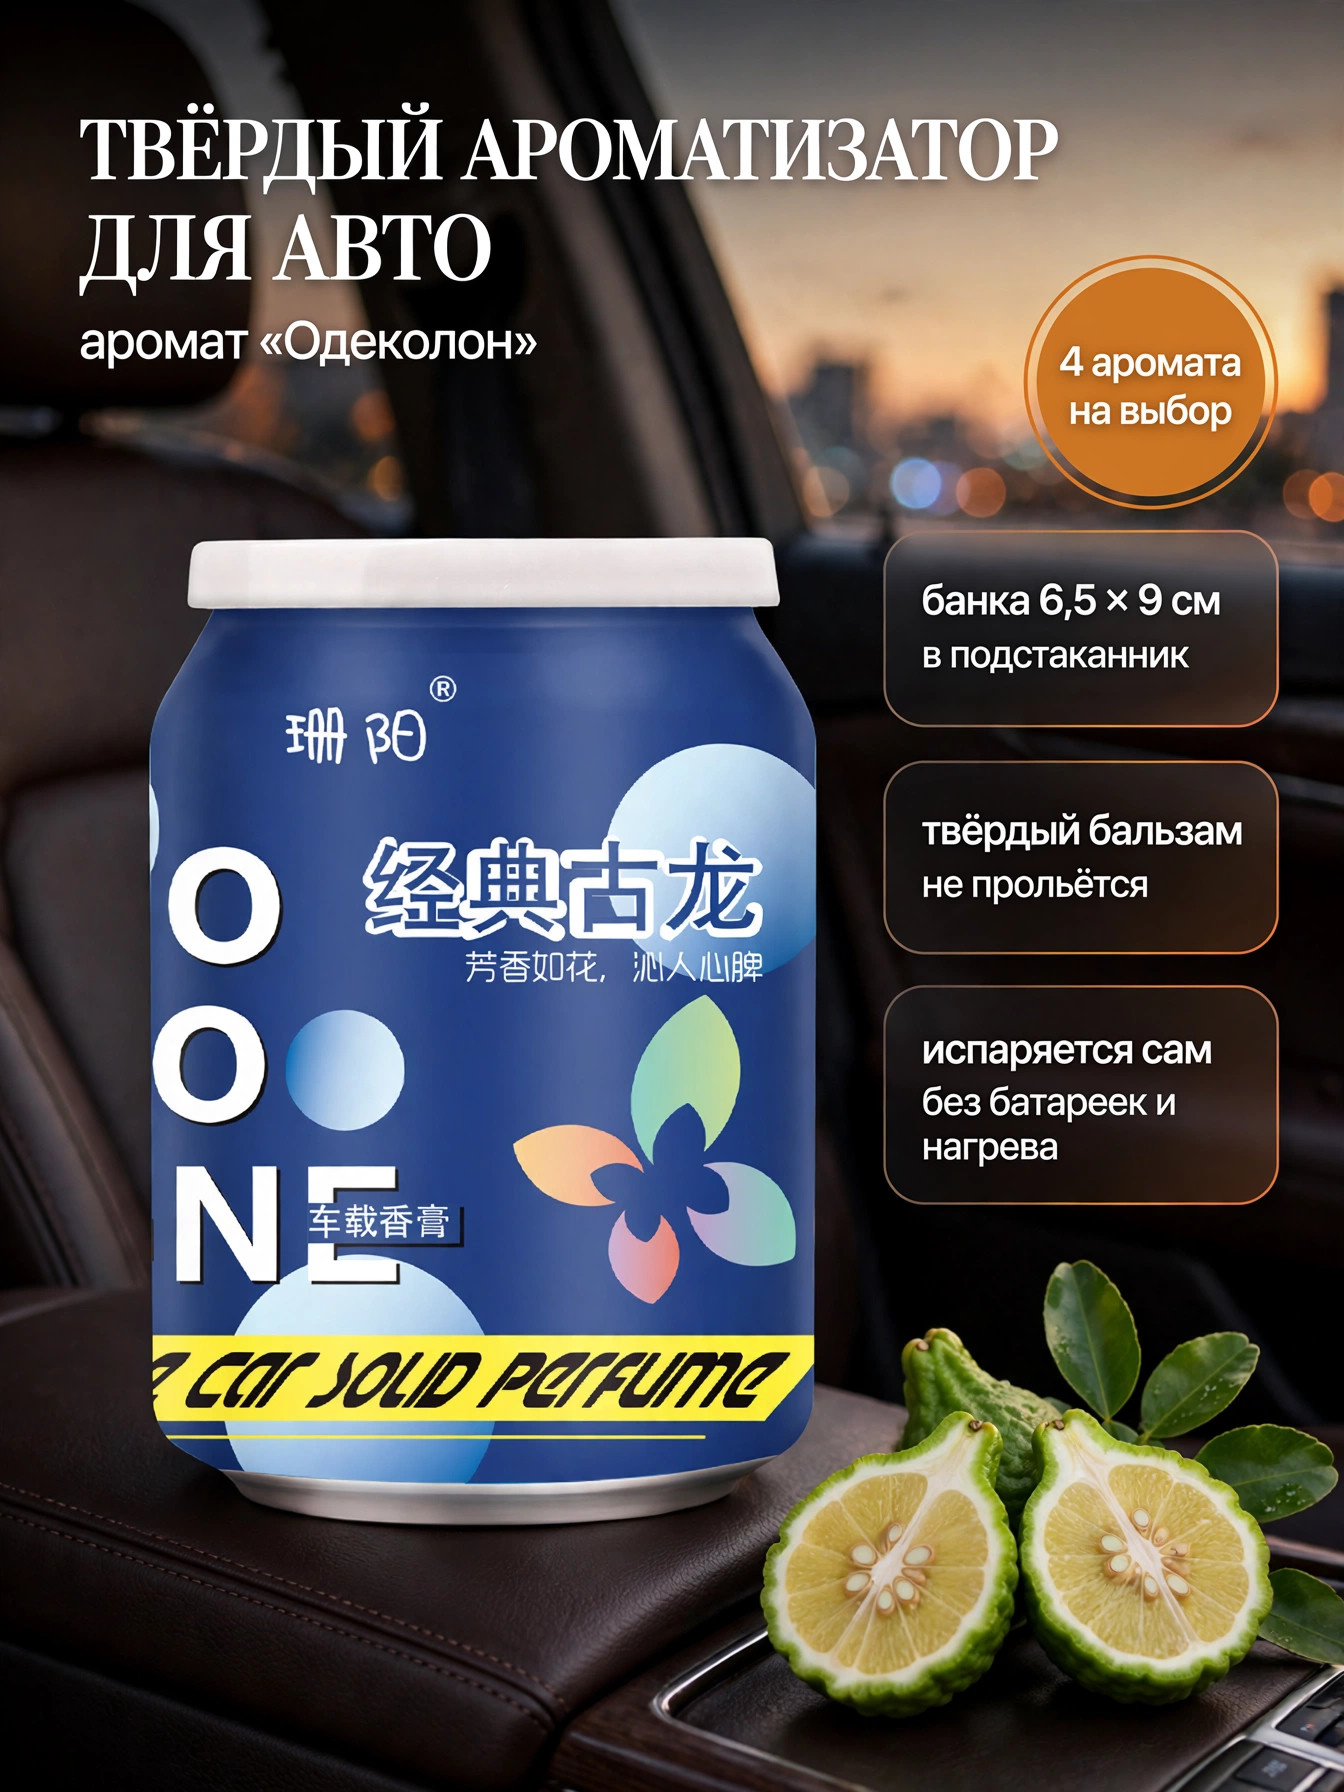 ТВЁРДЫЙ АРОМАТИЗАТОР
ДЛЯ АВТО
аромат «Одеколон»
4 аромата
на выбор
банка 6,5 × 9 см
в подстаканник
твёрдый бальзам
не прольётся
испаряется сам
без батареек и
нагрева
珊阳®
经典古龙
芳香如花, 沁人心脾
O
O
NE
车载香膏
e car solid perfume